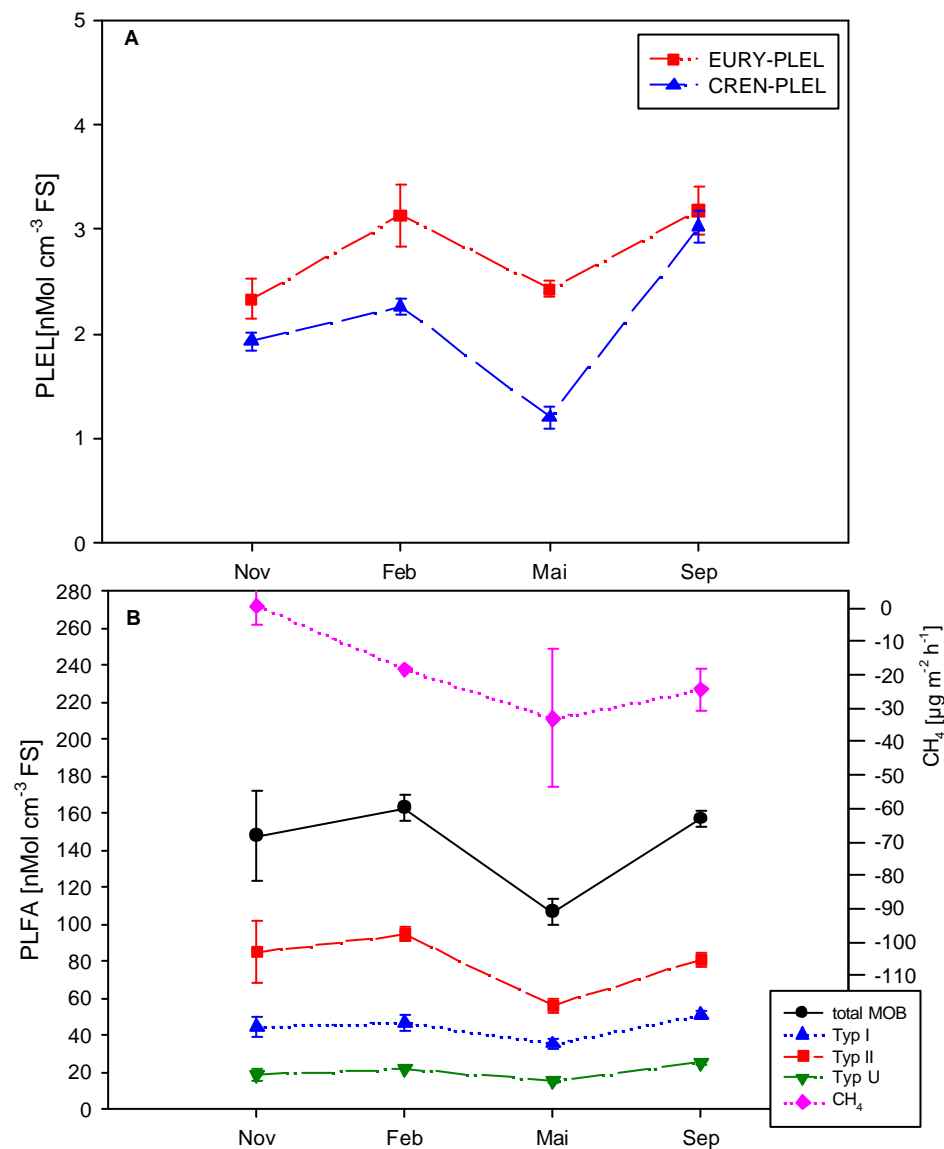 A
EURY-PLEL
CREN-PLEL
PLEL[nMol cm⁻³ FS]
5
4
3
2
1
0
Nov Feb Mai Sep
B
PLFA [nMol cm⁻³ FS]
280
260
240
220
200
180
160
140
120
100
80
60
40
20
0
CH₄ [µg m⁻² h⁻¹]
0
-10
-20
-30
-40
-50
-60
-70
-80
-90
-100
-110
total MOB
Typ I
Typ II
Typ U
CH₄
Nov Feb Mai Sep